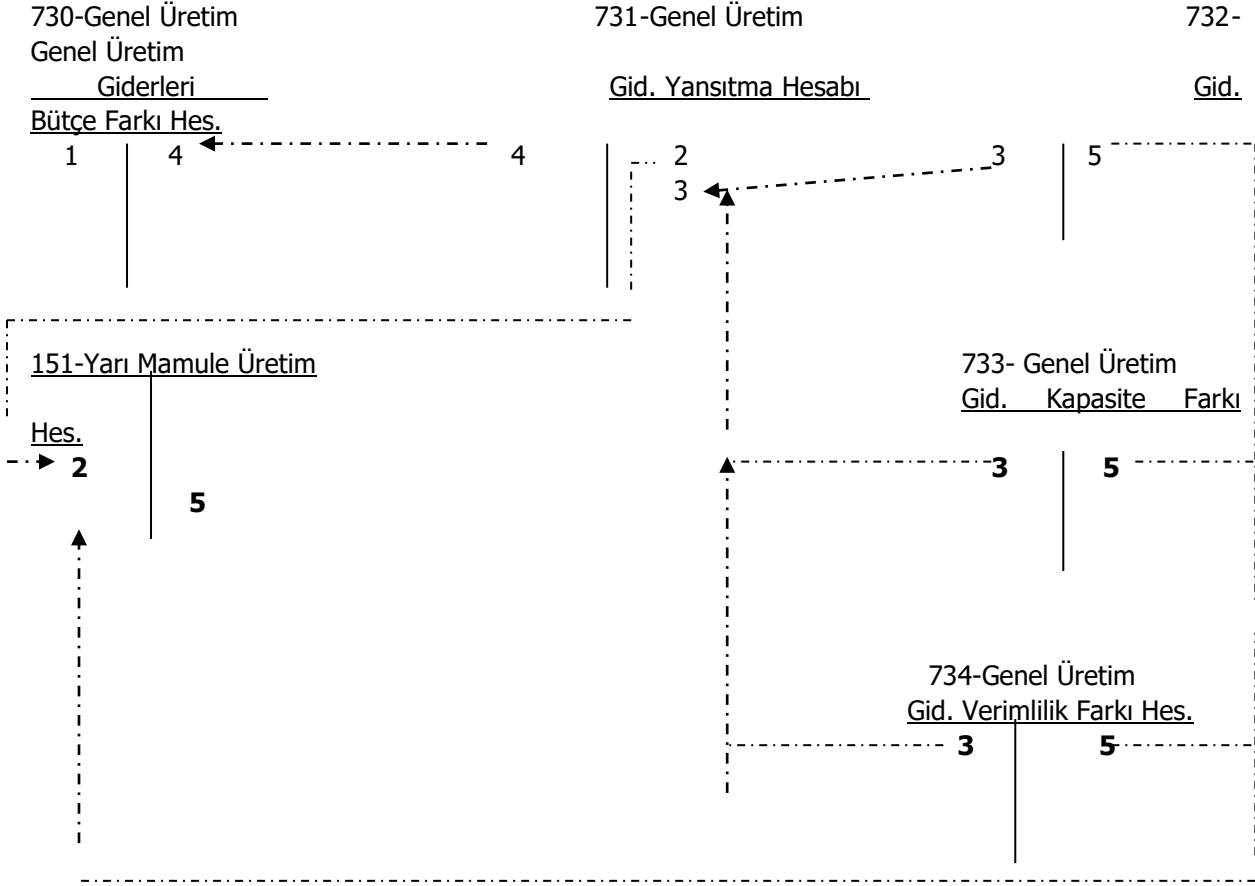 730-Genel Üretim 731-Genel Üretim 732-
Genel Üretim
Giderleri Gid. Yansıtma Hesabı Gid.
Bütçe Farkı Hes.
1 4 4 2 3 5
3
151-Yarı Mamule Üretim 733- Genel Üretim
Gid. Kapasite Farkı
Hes.
2 3 5
5
734-Genel Üretim
Gid. Verimlilik Farkı Hes.
3 5